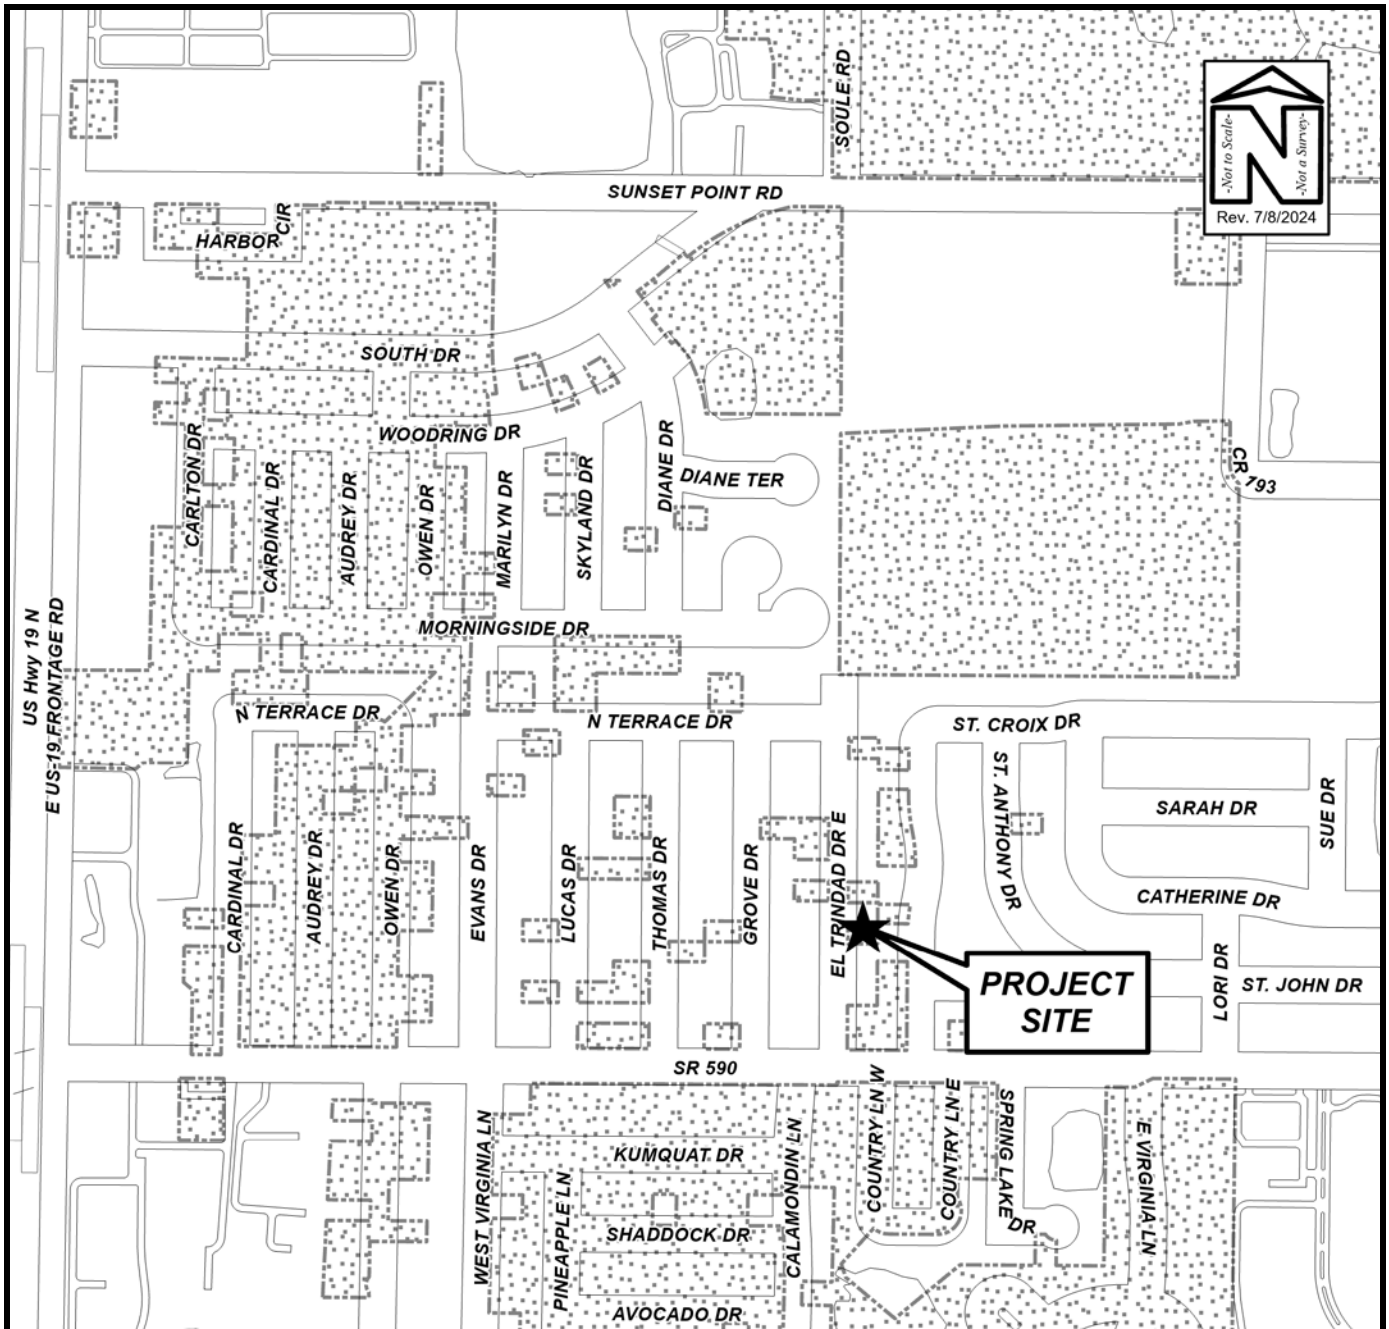 SOULE RD
-Not to Scale-
-Not a Survey-
N
Rev. 7/8/2024
SUNSET POINT RD
HARBOR CIR
SOUTH DR
WOODRING DR
CARLTON DR
CARDINAL DR
AUDREY DR
OWEN DR
MARILYN DR
SKYLAND DR
DIANE DR
DIANE TER
CR 193
US Hwy 19 N
E US-19 FRONTAGE RD
MORNINGSIDE DR
N TERRACE DR
N TERRACE DR
ST. CROIX DR
ST. ANTHONY DR
SARAH DR
SUE DR
CATHERINE DR
CARDINAL DR
AUDREY DR
OWEN DR
EVANS DR
LUCAS DR
THOMAS DR
GROVE DR
EL TRINDAD DR E
LORI DR
ST. JOHN DR
PROJECT
SITE
SR 590
WEST VIRGINIA LN
PINEAPPLE LN
KUMQUAT DR
SHADDOCK DR
AVOCADO DR
CALAMONDIN LN
COUNTRY LN W
COUNTRY LN E
SPRING LAKE DR
E VIRGINIA LN